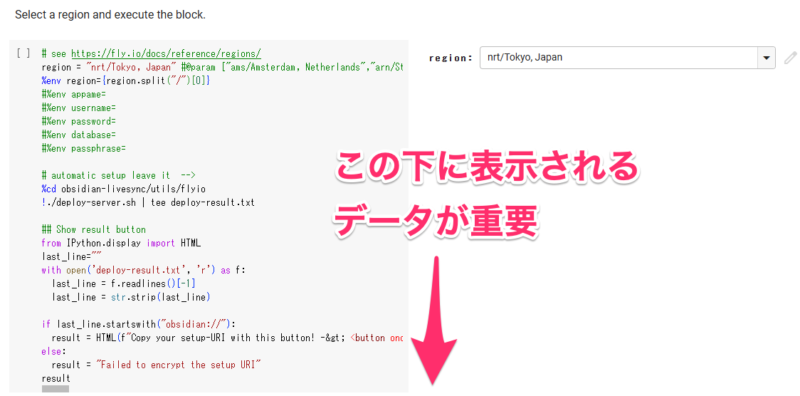 Select a region and execute the block.
[ ] # see https://fly.io/docs/reference/regions/
region = "nrt/Tokyo, Japan" #@param ["ams/Amsterdam, Netherlands","arn/St
%env region={region.split("/")[0]}
#%env appame=
#%env username=
#%env password=
#%env database=
#%env passphrase=
# automatic setup leave it -->
%cd obsidian-livesync/utils/flyio
!./deploy-server.sh | tee deploy-result.txt
## Show result button
from IPython.display import HTML
last_line=""
with open('deploy-result.txt', 'r') as f:
last_line = f.readlines()[-1]
last_line = str.strip(last_line)
if last_line.startswith("obsidian://"):
result = HTML(f"Copy your setup-URI with this button! -&gt; <button onc
else:
result = "Failed to encrypt the setup URI"
result
region: nrt/Tokyo, Japan
この下に表示される
データが重要